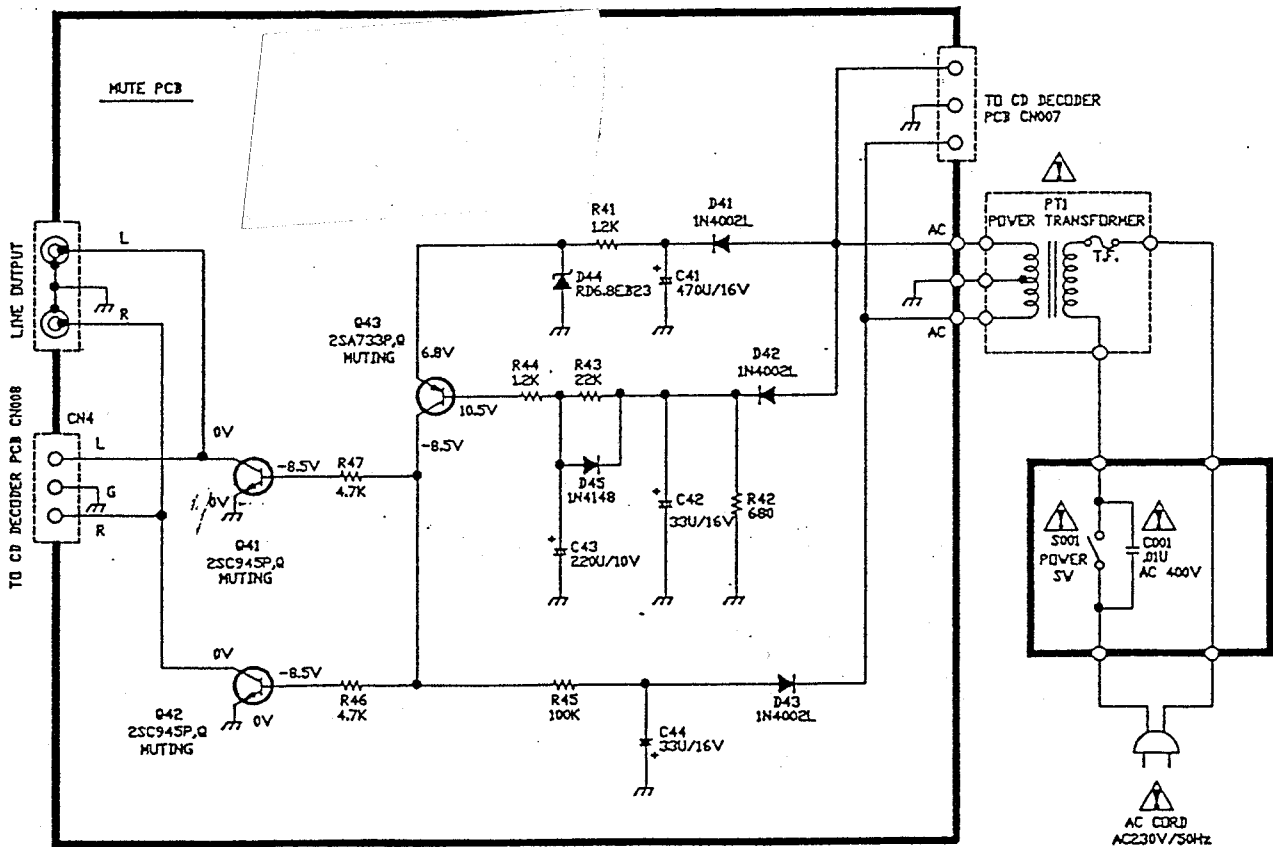 MUTE PCB
TO CD DECODER
PCB CN007
PT1
POWER TRANSFORMER
T.F.
AC
AC
LINE OUTPUT
L
R
R41
1.2K
D41
1N4002L
D44
RD6.8EB23
C41
470U/16V
Q43
2SA733P,Q
MUTING
6.8V
10.5V
-8.5V
R44
1.2K
R43
22K
D42
1N4002L
D45
1N4148
C42
33U/16V
R42
680
C43
220U/10V
TO CD DECODER PCB CN008
CN4
L
G
R
0V
-8.5V
0V
R47
4.7K
Q41
2SC945P,Q
MUTING
0V
-8.5V
0V
R46
4.7K
Q42
2SC945P,Q
MUTING
R45
100K
D43
1N4002L
C44
33U/16V
S001
POWER
SW
C001
.01U
AC 400V
AC CORD
AC230V/50Hz